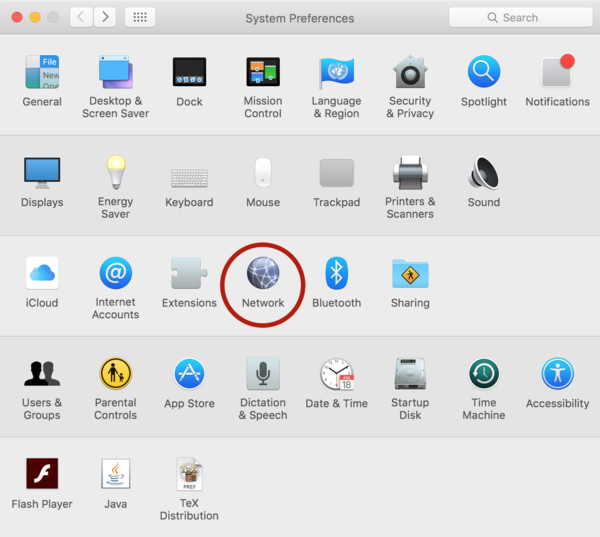 System Preferences
Search
File
New
One
General
Desktop &
Screen Saver
Dock
Mission
Control
Language
& Region
Security
& Privacy
Spotlight
Notifications
Displays
Energy
Saver
Keyboard
Mouse
Trackpad
Printers &
Scanners
Sound
iCloud
@
Internet
Accounts
Extensions
Network
Bluetooth
Sharing
Users &
Groups
Parental
Controls
App Store
Dictation
& Speech
18
Date & Time
Startup
Disk
Time
Machine
Accessibility
Flash Player
Java
PREF
TeX
Distribution